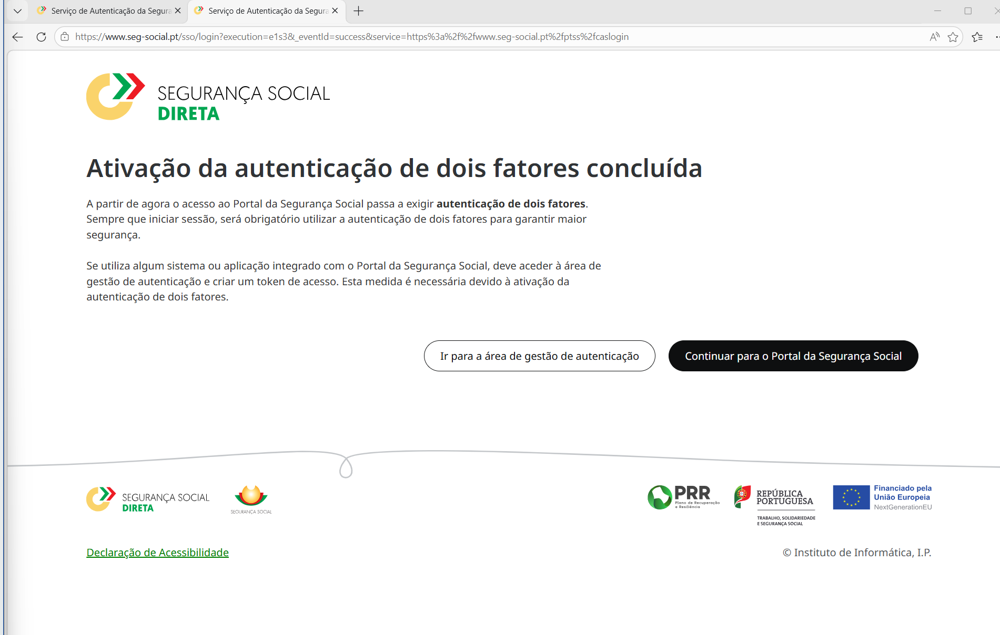 Serviço de Autenticação da Segura
Serviço de Autenticação da Segura
https://www.seg-social.pt/sso/login?execution=e1s3&_eventId=success&service=https%3a%2f%2fwww.seg-social.pt%2fptss%2fcaslogin
SEGURANÇA SOCIAL
DIRETA
Ativação da autenticação de dois fatores concluída
A partir de agora o acesso ao Portal da Segurança Social passa a exigir autenticação de dois fatores.
Sempre que iniciar sessão, será obrigatório utilizar a autenticação de dois fatores para garantir maior
segurança.
Se utiliza algum sistema ou aplicação integrado com o Portal da Segurança Social, deve aceder à área de
gestão de autenticação e criar um token de acesso. Esta medida é necessária devido à ativação da
autenticação de dois fatores.
Ir para a área de gestão de autenticação
Continuar para o Portal da Segurança Social
SEGURANÇA SOCIAL
DIRETA
SEGURANÇA SOCIAL
PRR
Plano de Recuperação
e Resiliência
REPÚBLICA
PORTUGUESA
TRABALHO, SOLIDARIEDADE
E SEGURANÇA SOCIAL
Financiado pela
União Europeia
NextGenerationEU
Declaração de Acessibilidade
© Instituto de Informática, I.P.